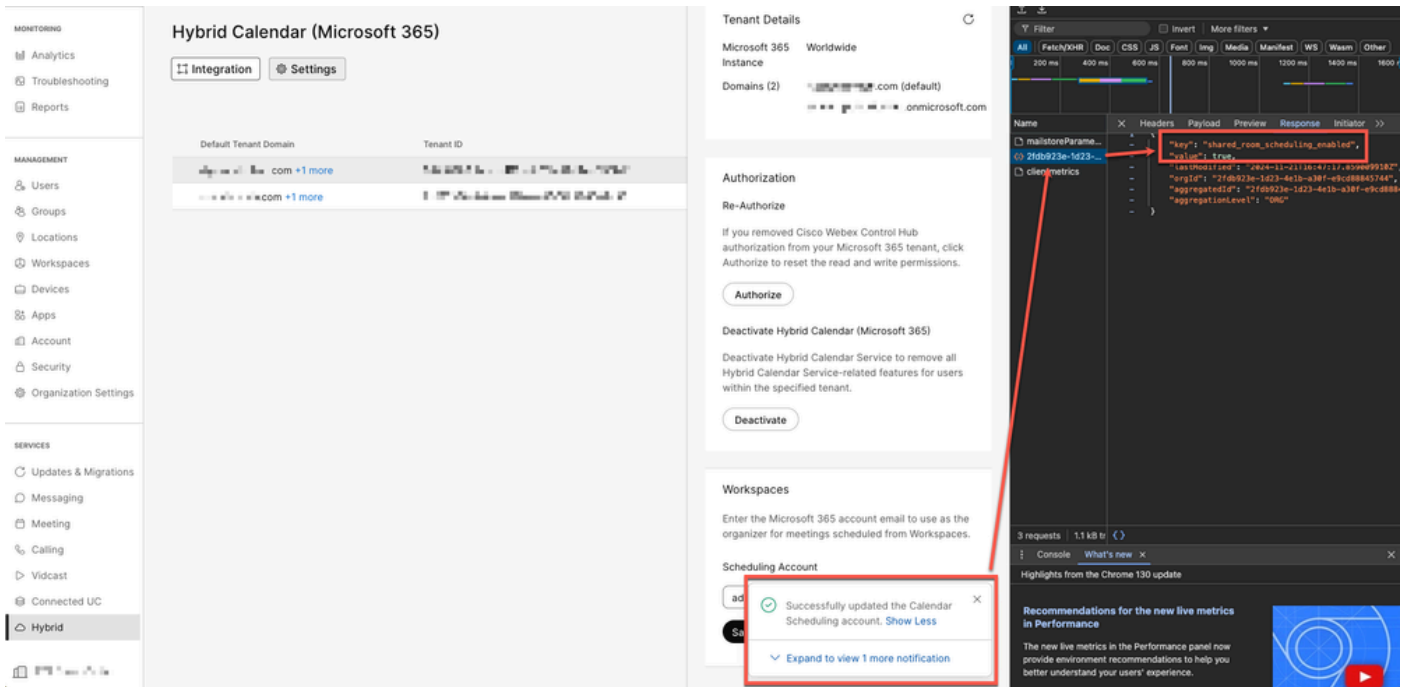 MONITORING
Analytics
Troubleshooting
Reports
MANAGEMENT
Users
Groups
Locations
Workspaces
Devices
Apps
Account
Security
Organization Settings
SERVICES
Updates & Migrations
Messaging
Meeting
Calling
Vidcast
Connected UC
Hybrid
Hybrid Calendar (Microsoft 365)
Integration
Settings
Default Tenant Domain
Tenant ID
com +1 more
com +1 more
Tenant Details
Microsoft 365 Instance
Worldwide
Domains (2)
.com (default)
.onmicrosoft.com
Authorization
Re-Authorize
If you removed Cisco Webex Control Hub
authorization from your Microsoft 365 tenant, click
Authorize to reset the read and write permissions.
Authorize
Deactivate Hybrid Calendar (Microsoft 365)
Deactivate Hybrid Calendar Service to remove all
Hybrid Calendar Service-related features for users
within the specified tenant.
Deactivate
Workspaces
Enter the Microsoft 365 account email to use as the
organizer for meetings scheduled from Workspaces.
Scheduling Account
ad
Sa
Successfully updated the Calendar
Scheduling account. Show Less
Expand to view 1 more notification
Filter
Invert
More filters
All Fetch/XHR Doc CSS JS Font Img Media Manifest WS Wasm Other
200 ms 400 ms 600 ms 800 ms 1000 ms 1200 ms 1400 ms 1600
Name
Headers Payload Preview Response Initiator
mailstoreParame...
2fdb923e-1d23-...
clientmetrics
"key": "shared_room_scheduling_enabled",
"value": true,
"orgId": "2fdb923e-1d23-4e1b-a30f-e9cd88845744",
"aggregatedId": "2fdb923e-1d23-4e1b-a30f-e9cd888
"aggregationLevel": "ORG"
}
3 requests 1.1 kB tr
Console What's new
Highlights from the Chrome 130 update
Recommendations for the new live metrics
in Performance
The new live metrics in the Performance panel now
provide environment recommendations to help you
better understand your users' experience.